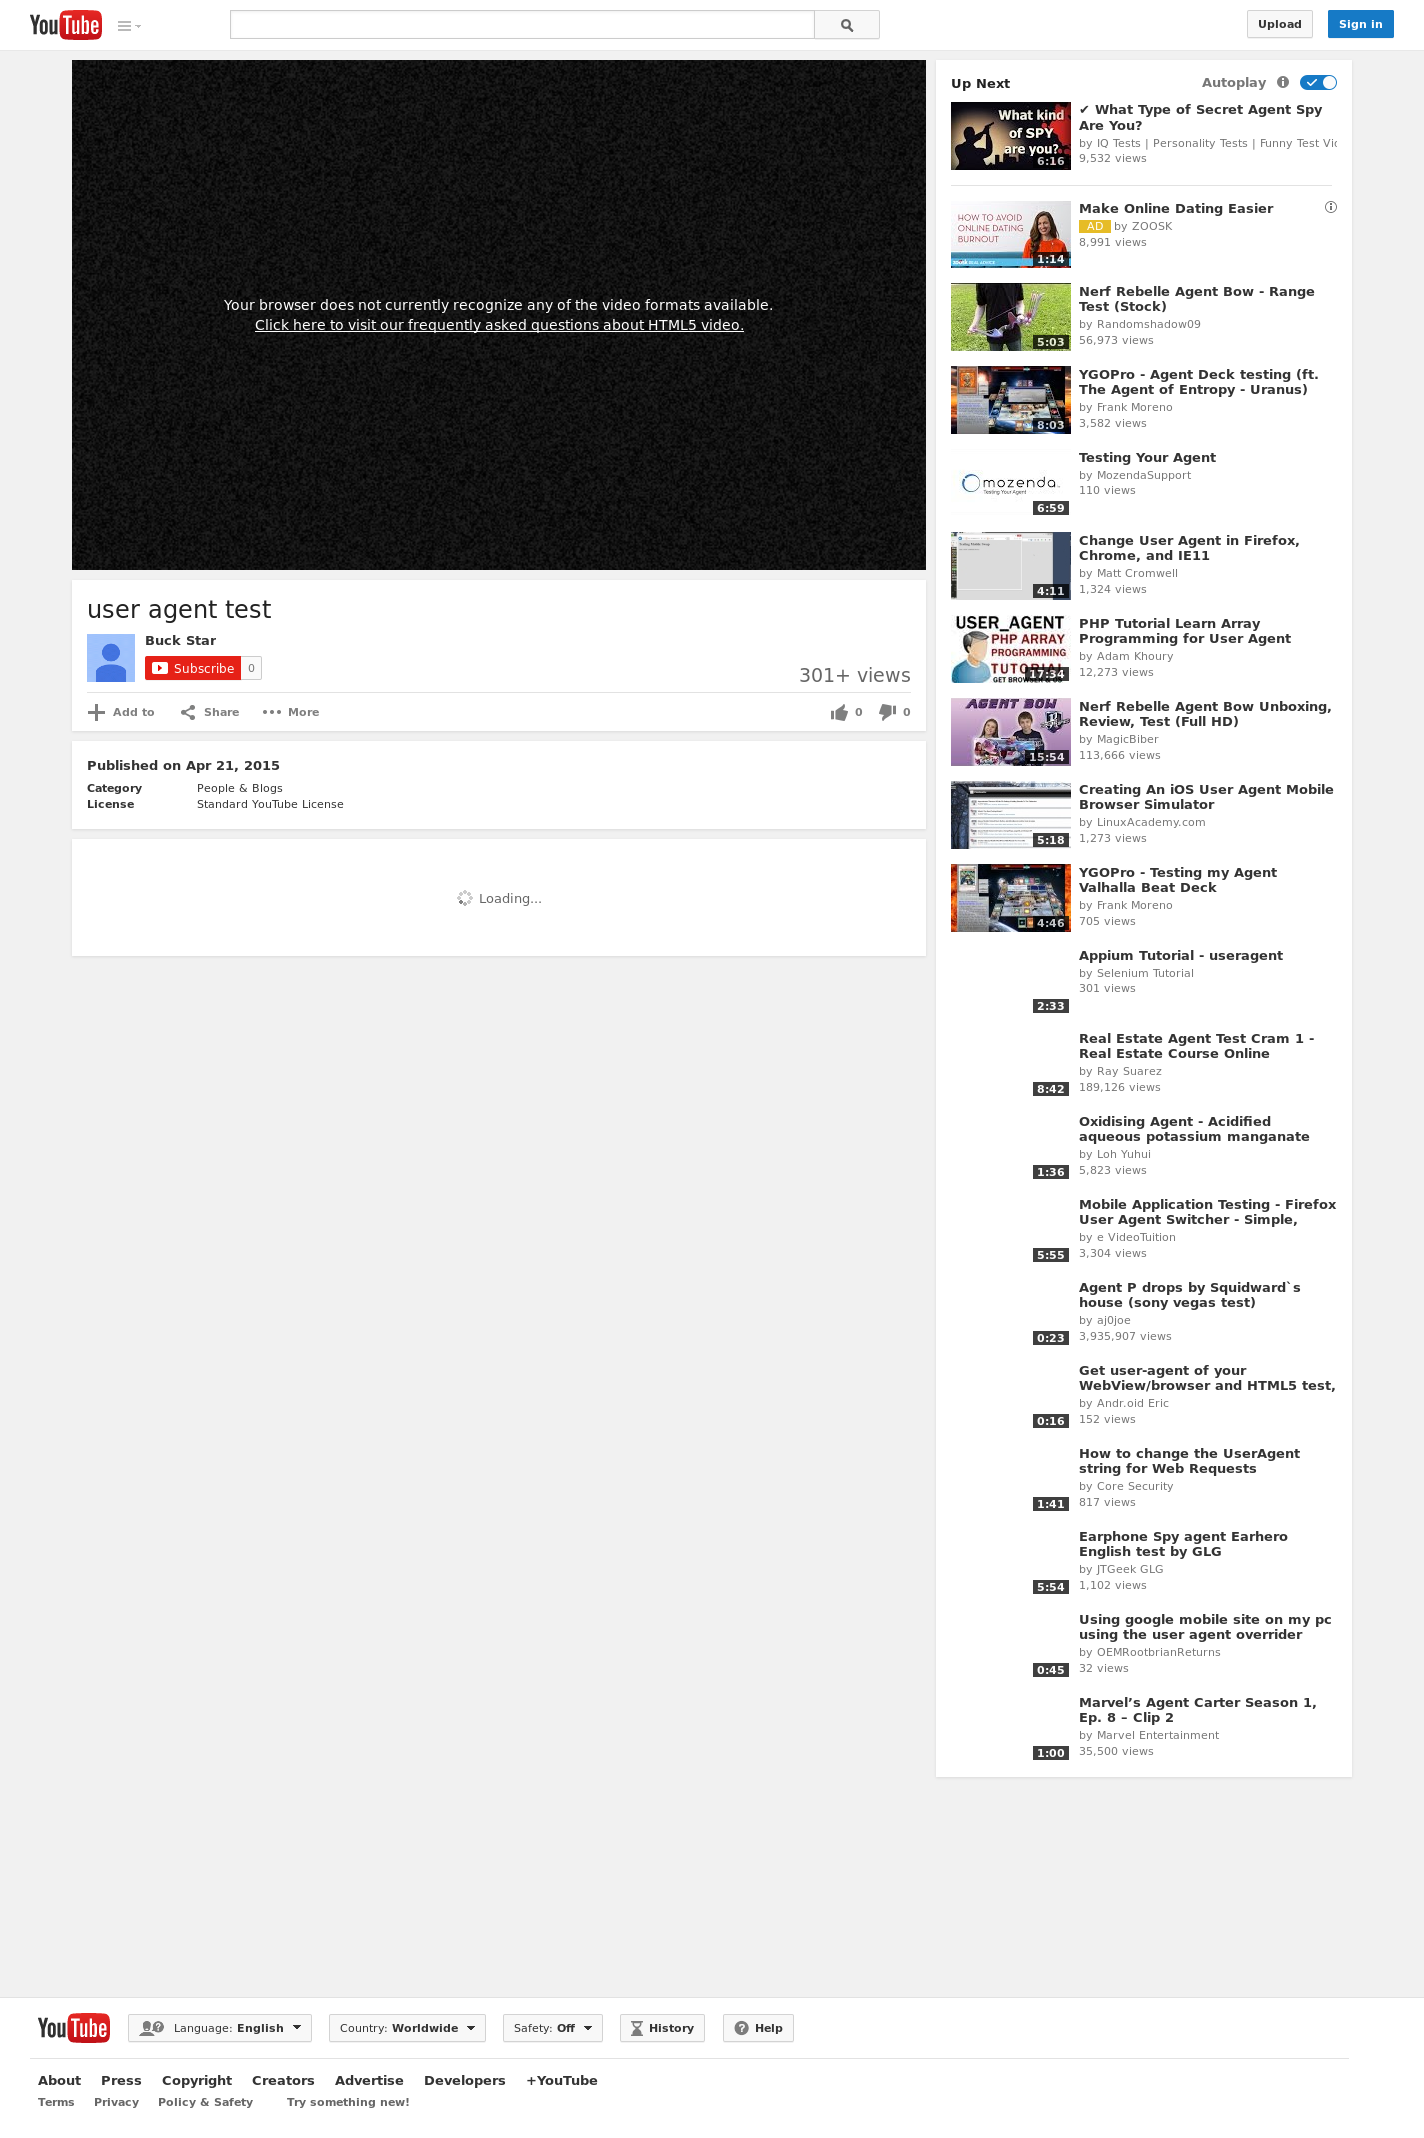 YouTube
Upload
Sign in
Your browser does not currently recognize any of the video formats available.
Click here to visit our frequently asked questions about HTML5 video.
user agent test
Buck Star
Subscribe 0
301+ views
Add to
Share
More
0
0
Published on Apr 21, 2015
Category People & Blogs
License Standard YouTube License
Loading...
Up Next
Autoplay
What kind
of SPY
are you?
6:16
✔ What Type of Secret Agent Spy
Are You?
by IQ Tests | Personality Tests | Funny Test Vic
9,532 views
HOW TO AVOID
ONLINE DATING
BURNOUT
1:14
Make Online Dating Easier
AD by ZOOSK
8,991 views
5:03
Nerf Rebelle Agent Bow - Range
Test (Stock)
by Randomshadow09
56,973 views
8:03
YGOPro - Agent Deck testing (ft.
The Agent of Entropy - Uranus)
by Frank Moreno
3,582 views
mozenda
Testing Your Agent
6:59
Testing Your Agent
by MozendaSupport
110 views
4:11
Change User Agent in Firefox,
Chrome, and IE11
by Matt Cromwell
1,324 views
USER_AGENT
PHP ARRAY
PROGRAMMING
TUTORIAL
17:34
PHP Tutorial Learn Array
Programming for User Agent
by Adam Khoury
12,273 views
AGENT BOW
15:54
Nerf Rebelle Agent Bow Unboxing,
Review, Test (Full HD)
by MagicBiber
113,666 views
5:18
Creating An iOS User Agent Mobile
Browser Simulator
by LinuxAcademy.com
1,273 views
4:46
YGOPro - Testing my Agent
Valhalla Beat Deck
by Frank Moreno
705 views
2:33
Appium Tutorial - useragent
by Selenium Tutorial
301 views
8:42
Real Estate Agent Test Cram 1 -
Real Estate Course Online
by Ray Suarez
189,126 views
1:36
Oxidising Agent - Acidified
aqueous potassium manganate
by Loh Yuhui
5,823 views
5:55
Mobile Application Testing - Firefox
User Agent Switcher - Simple,
by e VideoTuition
3,304 views
0:23
Agent P drops by Squidward`s
house (sony vegas test)
by aj0joe
3,935,907 views
0:16
Get user-agent of your
WebView/browser and HTML5 test,
by Andr.oid Eric
152 views
1:41
How to change the UserAgent
string for Web Requests
by Core Security
817 views
5:54
Earphone Spy agent Earhero
English test by GLG
by JTGeek GLG
1,102 views
0:45
Using google mobile site on my pc
using the user agent overrider
by OEMRootbrianReturns
32 views
1:00
Marvel’s Agent Carter Season 1,
Ep. 8 – Clip 2
by Marvel Entertainment
35,500 views
YouTube
Language: English
Country: Worldwide
Safety: Off
History
Help
About Press Copyright Creators Advertise Developers +YouTube
Terms Privacy Policy & Safety Try something new!